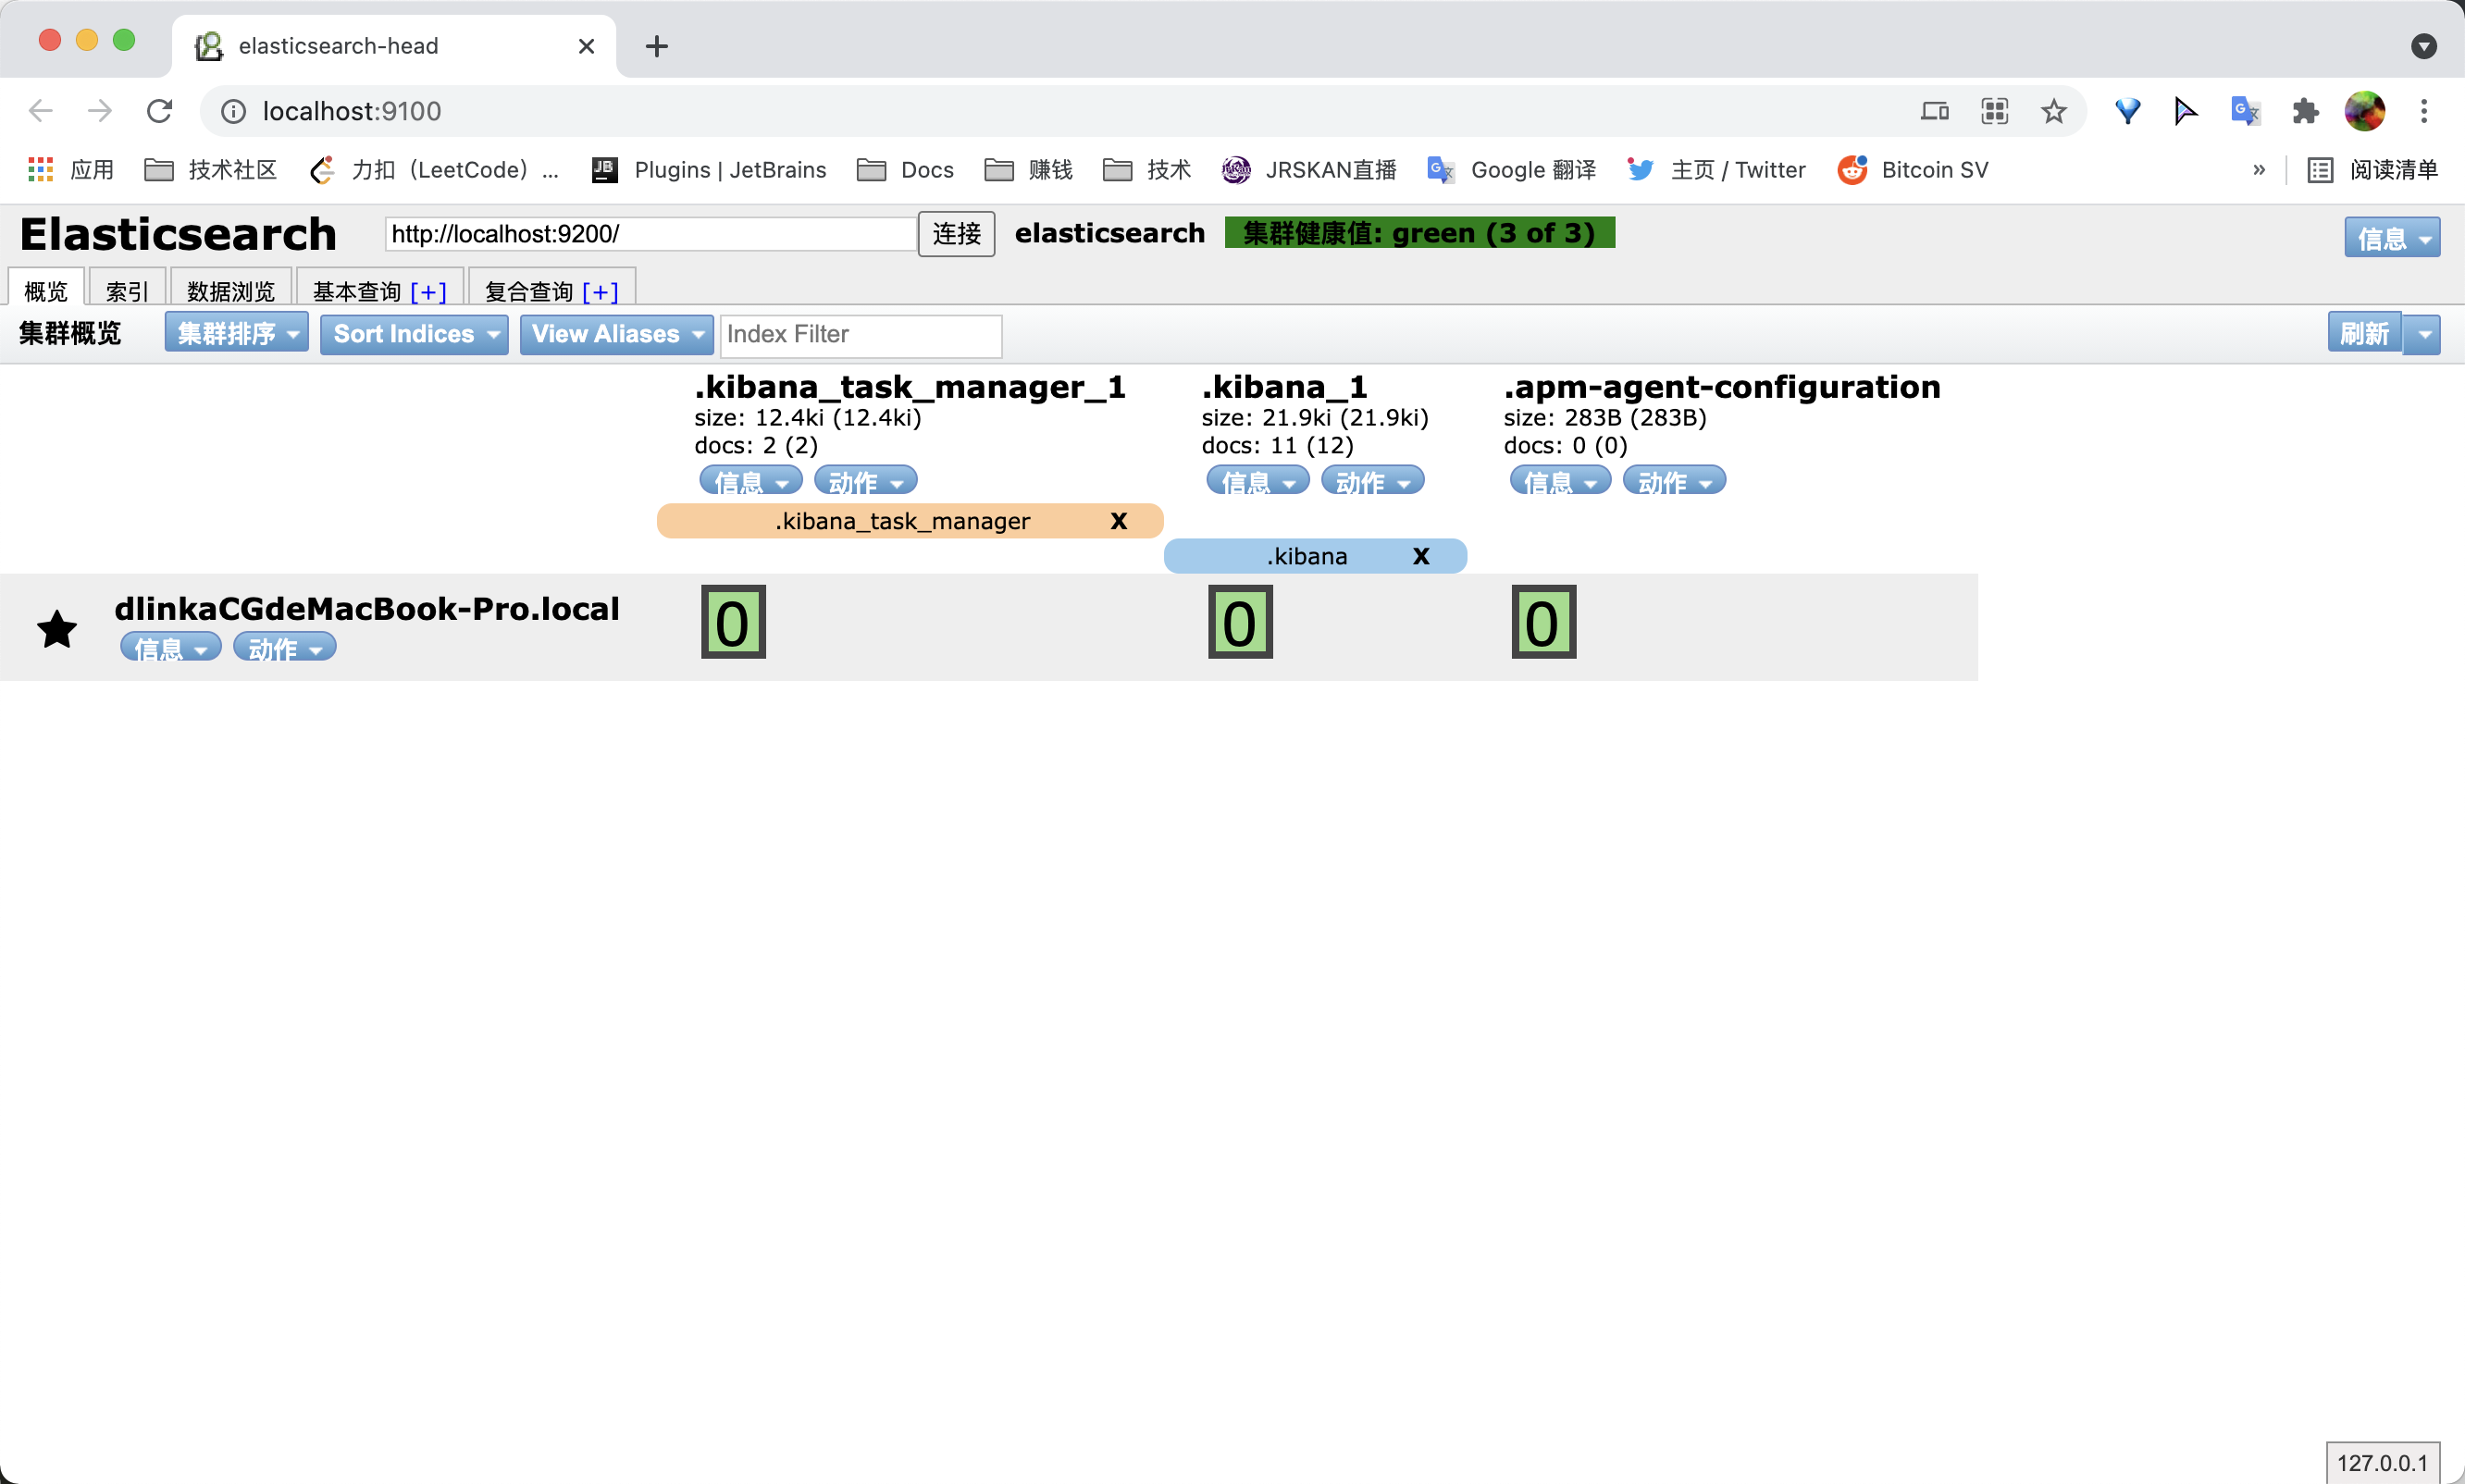 elasticsearch-head
localhost:9100
应用 技术社区 力扣（LeetCode）... JB Plugins | JetBrains Docs 赚钱 技术 JRSKAN直播 Google 翻译 主页 / Twitter Bitcoin SV » 阅读清单
Elasticsearch http://localhost:9200/ 连接 elasticsearch 集群健康值: green (3 of 3) 信息
概览 索引 数据浏览 基本查询 [+] 复合查询 [+]
集群概览 集群排序 Sort Indices View Aliases Index Filter 刷新
.kibana_task_manager_1 .kibana_1 .apm-agent-configuration
size: 12.4ki (12.4ki) size: 21.9ki (21.9ki) size: 283B (283B)
docs: 2 (2) docs: 11 (12) docs: 0 (0)
信息 动作 信息 动作 信息 动作
.kibana_task_manager X
.kibana X
dlinkaCGdeMacBook-Pro.local 0 0 0
信息 动作
127.0.0.1